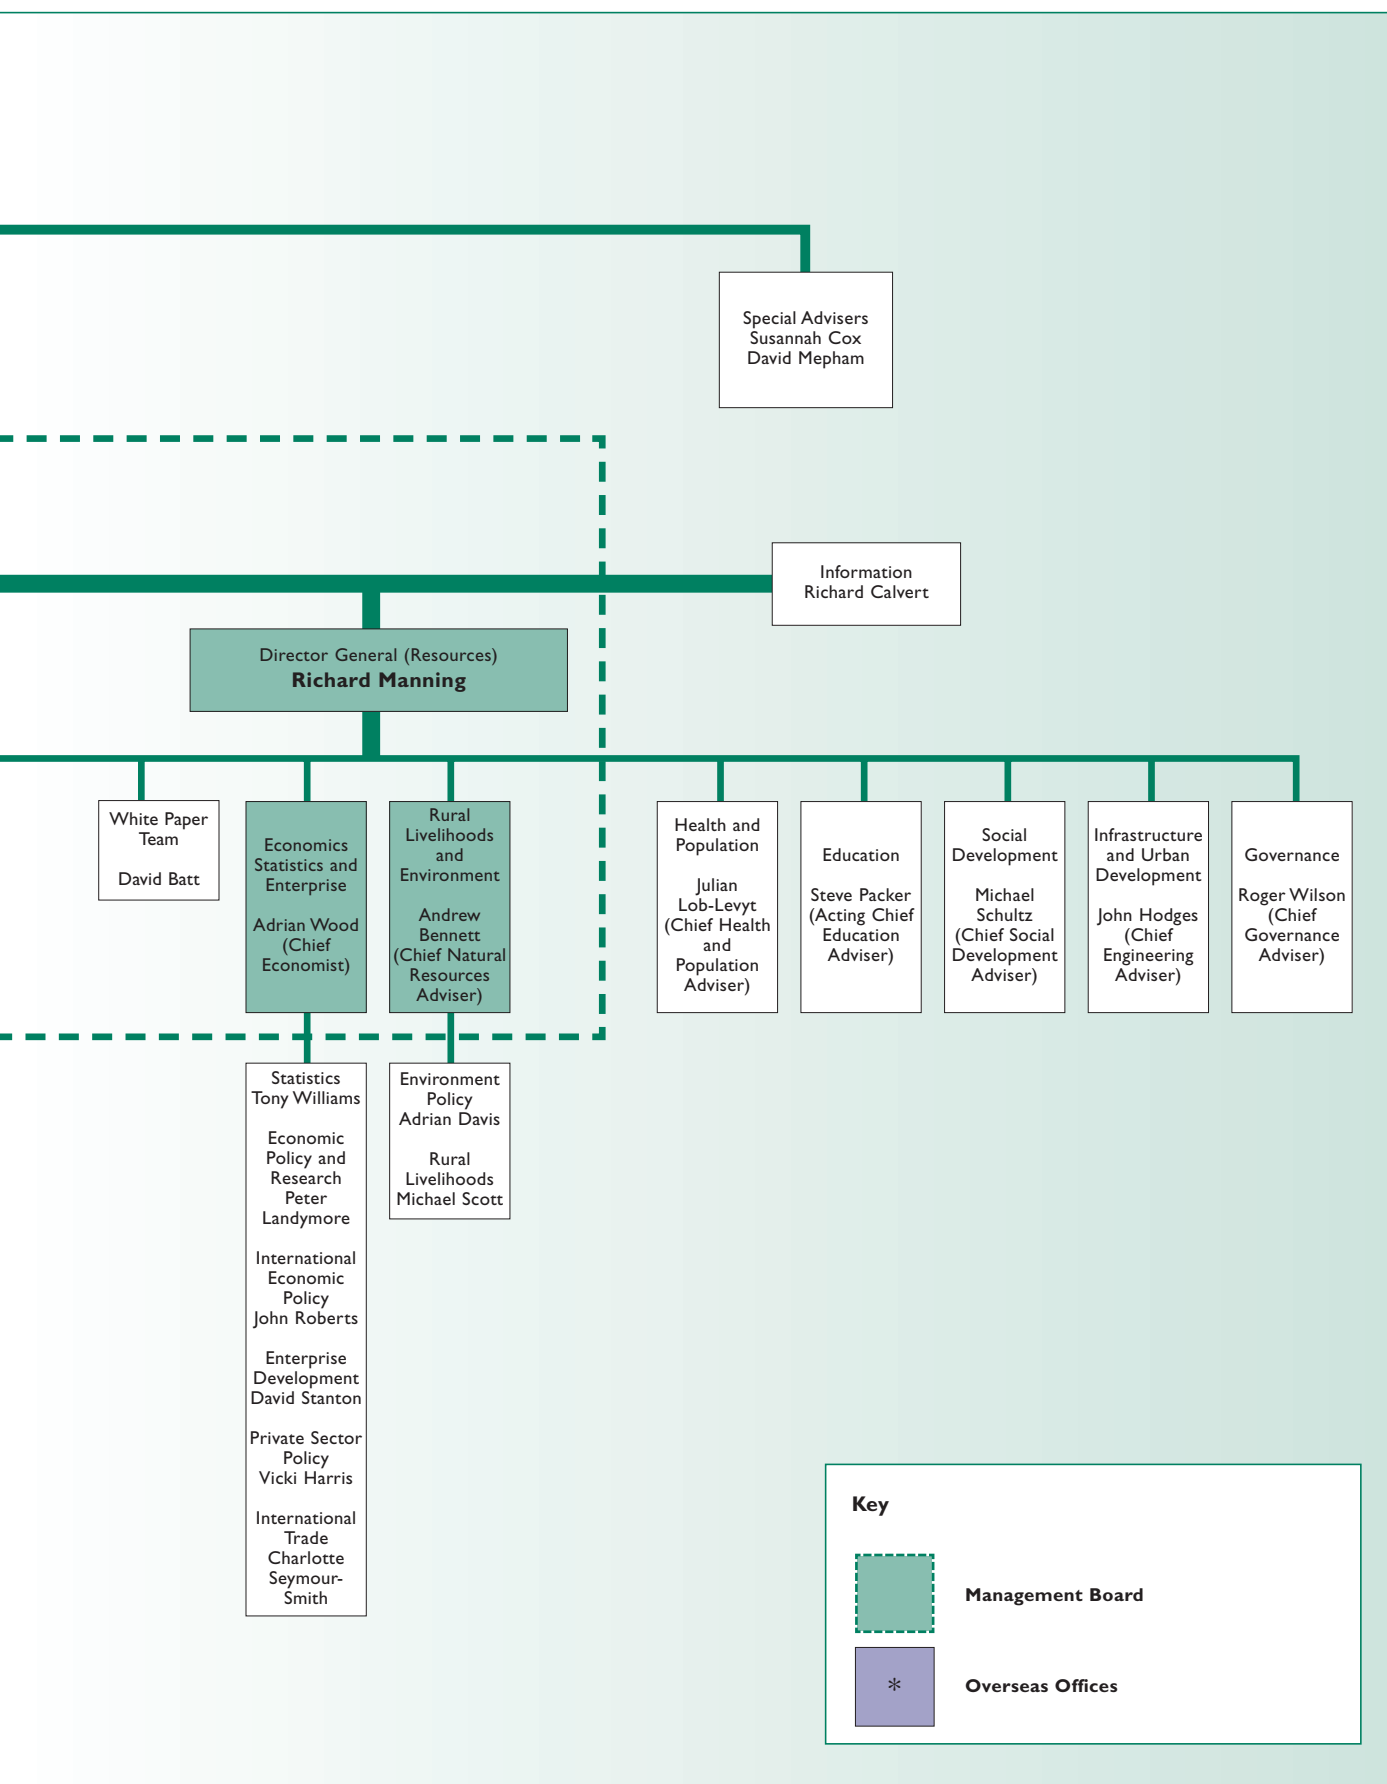 Special Advisers
Susannah Cox
David Mepham
Information
Richard Calvert
Director General (Resources)
Richard Manning
White Paper
Team
David Batt
Economics
Statistics and
Enterprise
Adrian Wood
(Chief
Economist)
Rural
Livelihoods
and
Environment
Andrew
Bennett
(Chief Natural
Resources
Adviser)
Health and
Population
Julian
Lob-Levyt
(Chief Health
and
Population
Adviser)
Education
Steve Packer
(Acting Chief
Education
Adviser)
Social
Development
Michael
Schultz
(Chief Social
Development
Adviser)
Infrastructure
and Urban
Development
John Hodges
(Chief
Engineering
Adviser)
Governance
Roger Wilson
(Chief
Governance
Adviser)
Statistics
Tony Williams
Economic
Policy and
Research
Peter
Landymore
International
Economic
Policy
John Roberts
Enterprise
Development
David Stanton
Private Sector
Policy
Vicki Harris
International
Trade
Charlotte
Seymour-
Smith
Environment
Policy
Adrian Davis
Rural
Livelihoods
Michael Scott
Key
Management Board
*
Overseas Offices